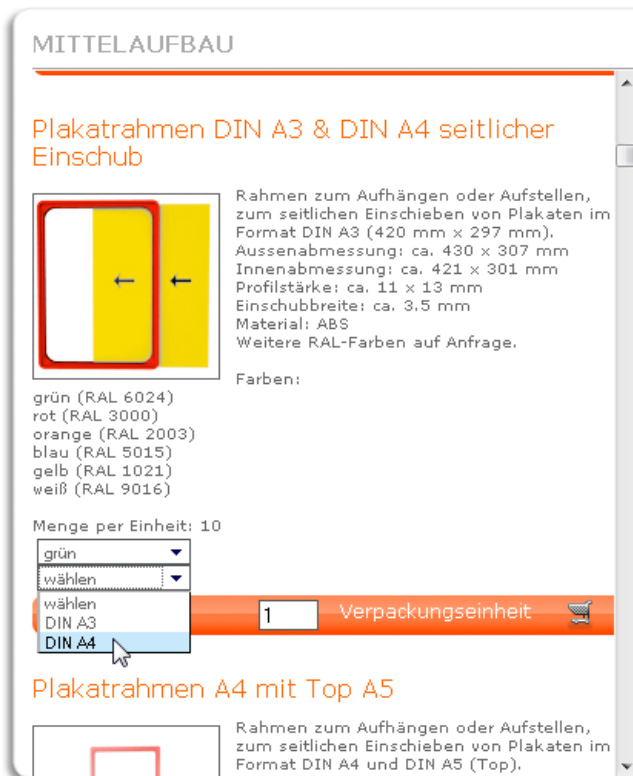 MITTELAUFBAU
Plakatrahmen DIN A3 & DIN A4 seitlicher
Einschub
Rahmen zum Aufhängen oder Aufstellen,
zum seitlichen Einschieben von Plakaten im
Format DIN A3 (420 mm x 297 mm).
Aussenabmessung: ca. 430 x 307 mm
Innenabmessung: ca. 421 x 301 mm
Profilstärke: ca. 11 x 13 mm
Einschubbreite: ca. 3.5 mm
Material: ABS
Weitere RAL-Farben auf Anfrage.
Farben:
grün (RAL 6024)
rot (RAL 3000)
orange (RAL 2003)
blau (RAL 5015)
gelb (RAL 1021)
weiß (RAL 9016)
Menge per Einheit: 10
grün
wählen
wählen
DIN A3
DIN A4
1 Verpackungseinheit
Plakatrahmen A4 mit Top A5
Rahmen zum Aufhängen oder Aufstellen,
zum seitlichen Einschieben von Plakaten im
Format DIN A4 und DIN A5 (Top).